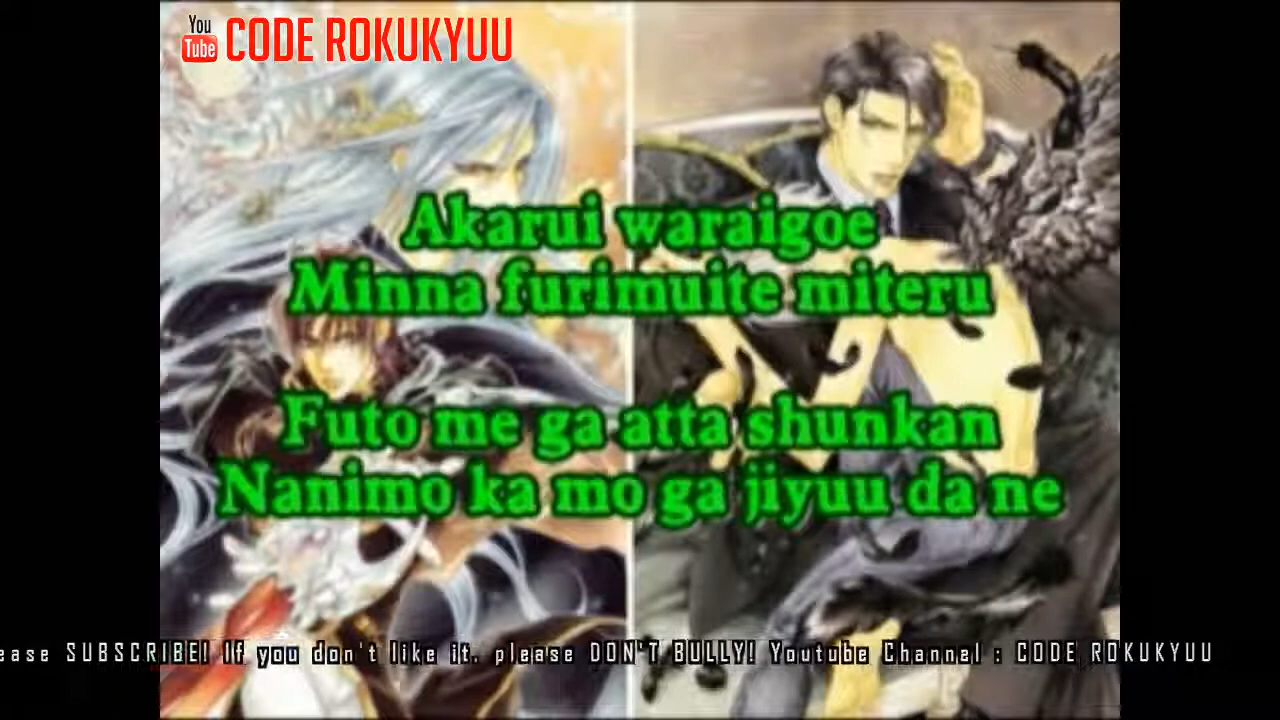 You
Tube CODE ROKUKYUU
Akarui waraigoe
Minna furimuite miteru
Futo me ga atta shunkan
Nanimo ka mo ga jiyuu da ne
ease SUBSCRIBE! If you don't like it. please DON'T BULLY! Youtube Channal : CODE ROKUKYUU